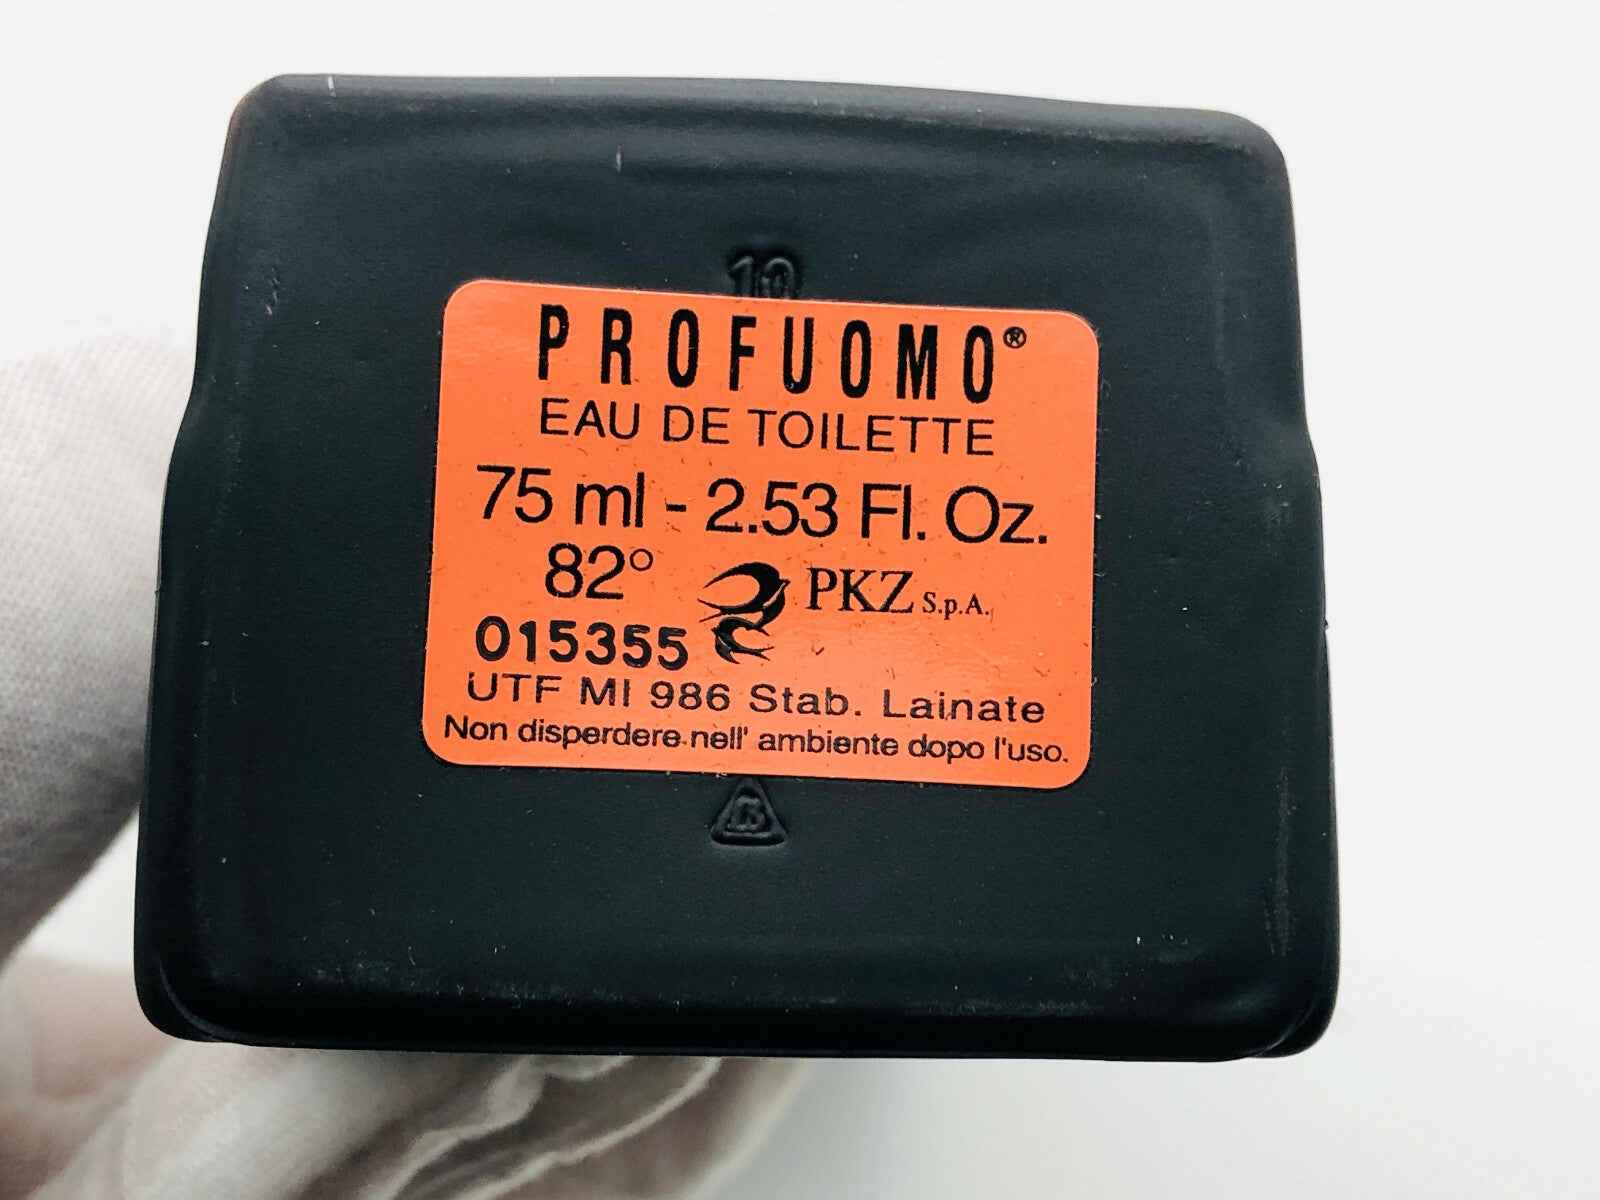 10
PROFUOMO®
EAU DE TOILETTE
75 ml - 2.53 Fl. Oz.
82° PKZ S.p.A.
015355
UTF MI 986 Stab. Lainate
Non disperdere nell' ambiente dopo l'uso.